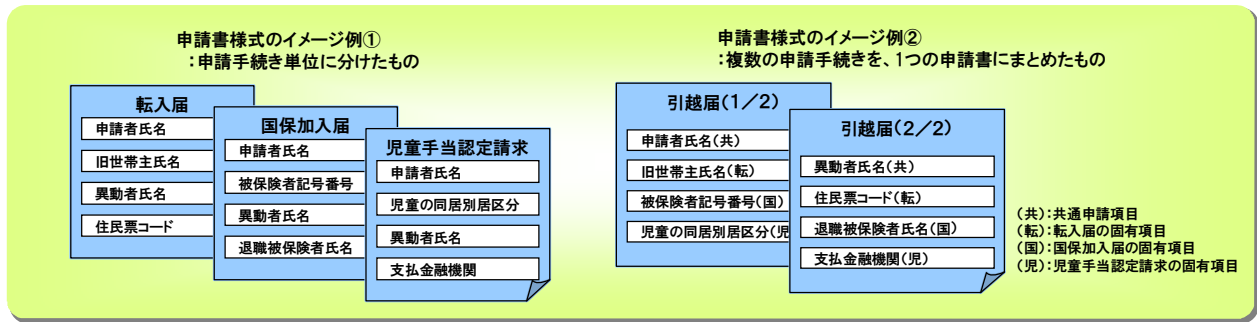 申請書様式のイメージ例①
：申請手続き単位に分けたもの
転入届
申請者氏名
旧世帯主氏名
異動者氏名
住民票コード
国保加入届
申請者氏名
被保険者記号番号
異動者氏名
退職被保険者氏名
児童手当認定請求
申請者氏名
児童の同居別居区分
異動者氏名
支払金融機関
申請書様式のイメージ例②
：複数の申請手続きを、1つの申請書にまとめたもの
引越届（1／2）
申請者氏名（共）
旧世帯主氏名（転）
被保険者記号番号（国）
児童の同居別居区分（児
引越届（2／2）
異動者氏名（共）
住民票コード（転）
退職被保険者氏名（国）
支払金融機関（児）
（共）：共通申請項目
（転）：転入届の固有項目
（国）：国保加入届の固有項目
（児）：児童手当認定請求の固有項目